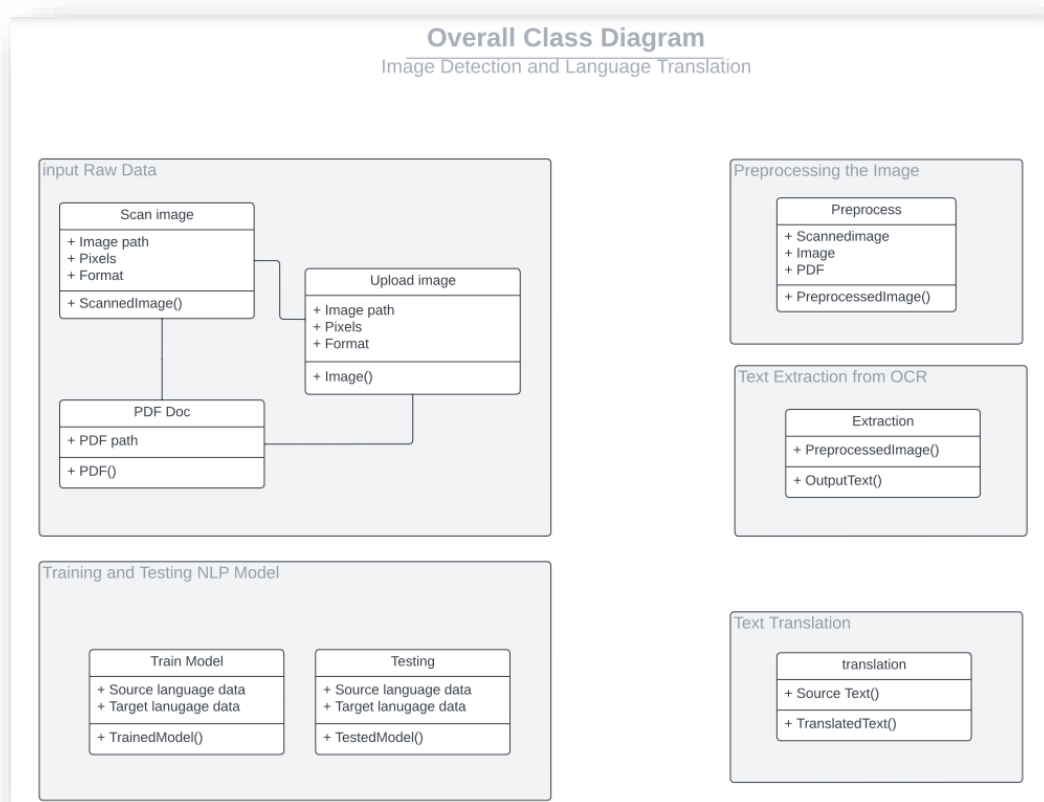 Overall Class Diagram
Image Detection and Language Translation
input Raw Data
Scan image
+ Image path
+ Pixels
+ Format
+ ScannedImage()
Upload image
+ Image path
+ Pixels
+ Format
+ Image()
PDF Doc
+ PDF path
+ PDF()
Preprocessing the Image
Preprocess
+ Scannedimage
+ Image
+ PDF
+ PreprocessedImage()
Text Extraction from OCR
Extraction
+ PreprocessedImage()
+ OutputText()
Training and Testing NLP Model
Train Model
+ Source language data
+ Target lanugage data
+ TrainedModel()
Testing
+ Source language data
+ Target lanugage data
+ TestedModel()
Text Translation
translation
+ Source Text()
+ TranslatedText()